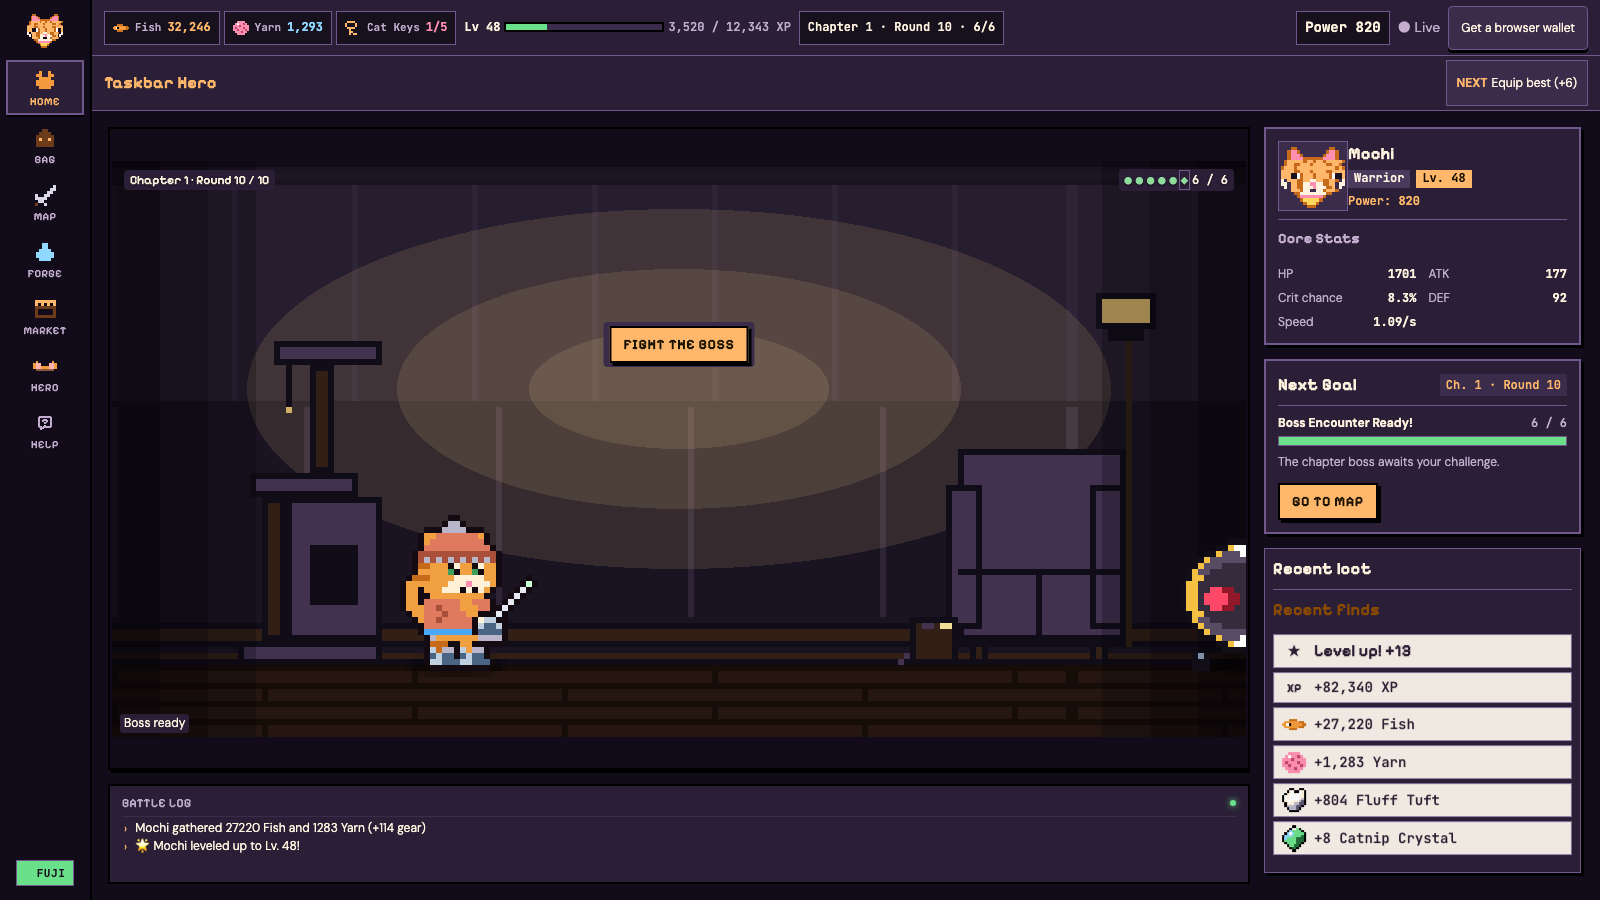 Fish 32,246
Yarn 1,293
Cat Keys 1/5
Lv 48
3,520 / 12,343 XP
Chapter 1 · Round 10 · 6/6
Power 820
Live
Get a browser wallet
Taskbar Hero
NEXT Equip best (+6)
HOME
BAG
MAP
FORGE
MARKET
HERO
HELP
FUJI
Chapter 1 · Round 10 / 10
6 / 6
FIGHT THE BOSS
Boss ready
BATTLE LOG
› Mochi gathered 27220 Fish and 1283 Yarn (+114 gear)
› 🌟 Mochi leveled up to Lv. 48!
Mochi
Warrior Lv. 48
Power: 820
Core Stats
HP 1701 ATK 177
Crit chance 8.3% DEF 92
Speed 1.09/s
Next Goal Ch. 1 · Round 10
Boss Encounter Ready! 6 / 6
The chapter boss awaits your challenge.
GO TO MAP
Recent loot
Recent finds
★ Level up! +13
XP +82,340 XP
+27,220 Fish
+1,283 Yarn
+804 Fluff Tuft
+8 Catnip Crystal